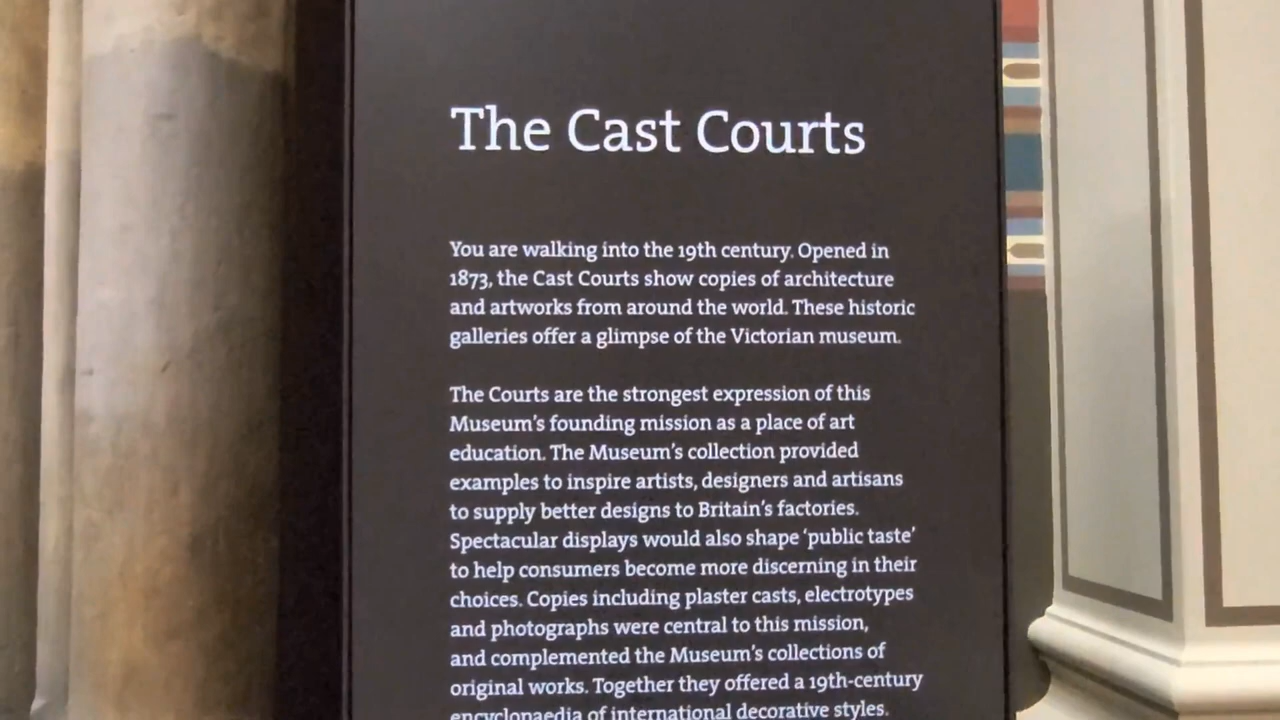 The Cast Courts
You are walking into the 19th century. Opened in
1873, the Cast Courts show copies of architecture
and artworks from around the world. These historic
galleries offer a glimpse of the Victorian museum.
The Courts are the strongest expression of this
Museum's founding mission as a place of art
education. The Museum's collection provided
examples to inspire artists, designers and artisans
to supply better designs to Britain's factories.
Spectacular displays would also shape ‘public taste’
to help consumers become more discerning in their
choices. Copies including plaster casts, electrotypes
and photographs were central to this mission,
and complemented the Museum's collections of
original works. Together they offered a 19th-century
encyclopaedia of international decorative styles.